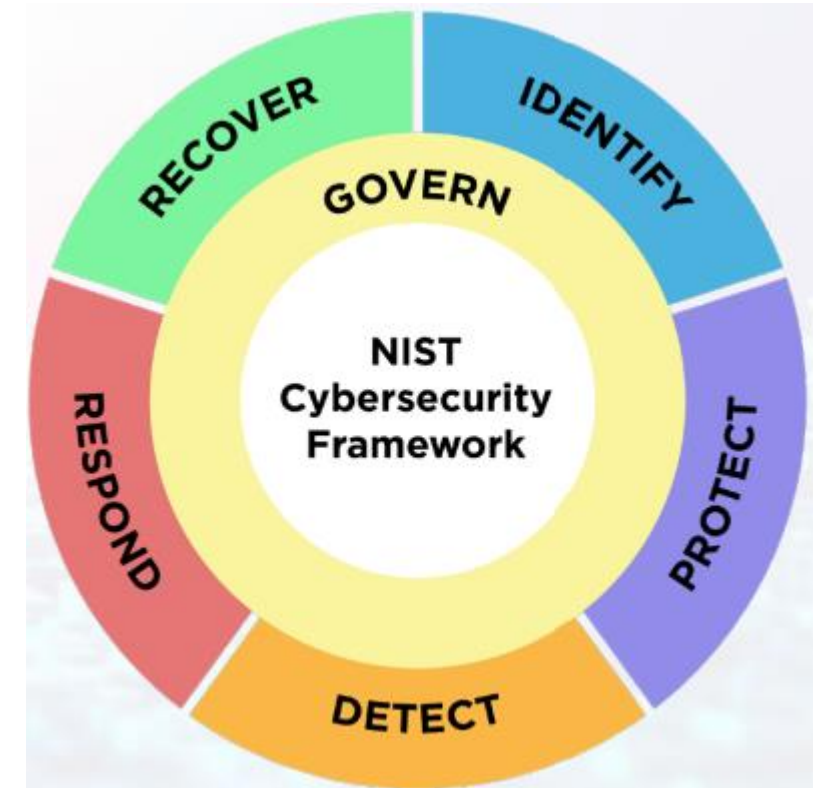 RECOVER
IDENTIFY
GOVERN
NIST
Cybersecurity
Framework
RESPOND
PROTECT
DETECT